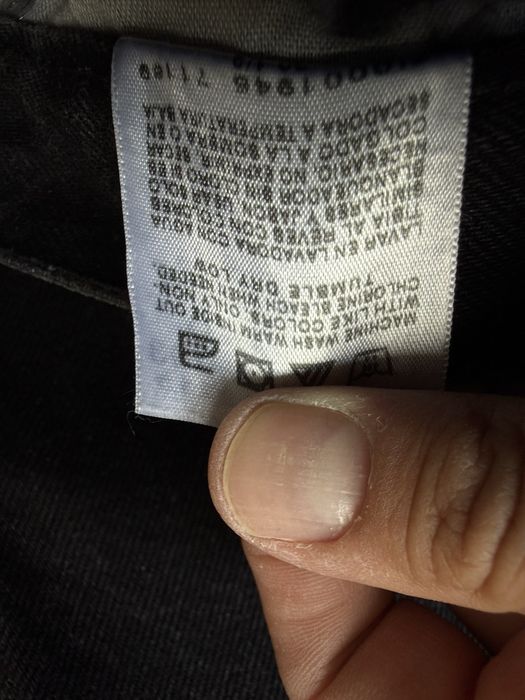 MACHINE WASH WARM INSIDE OUT
WITH LIKE COLORS. ONLY NON-
CHLORINE BLEACH WHEN NEEDED.
TUMBLE DRY LOW
LAVAR EN LAVADORA CON AGUA
TIBIA AL REVES CON COLORES
SIMILARES Y JABON. USAR SOLO
BLANQUEADOR SIN CLORO SI ES
NECESARIO. NO EXPRIMIR. SECAR
COLGADO A LA SOMBRA O EN
SECADORA A TEMPERATURA BAJA